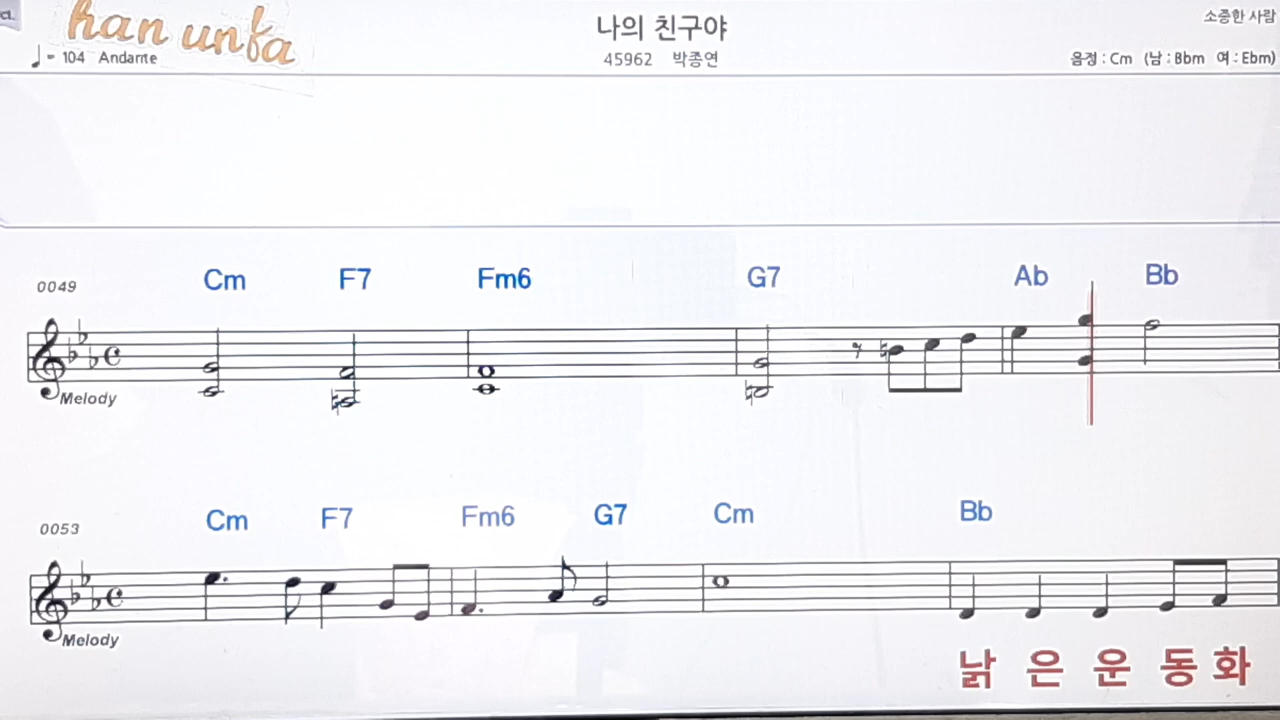 han unfa
소중한 사람
나의 친구야
♩= 104 Andante
45962 박종연
음정 : Cm (남 : Bbm 여 : Ebm)
Cm F7 Fm6 G7 Ab Bb
0049
Melody
Cm F7 Fm6 G7 Cm Bb
0053
Melody
낡 은 운 동 화